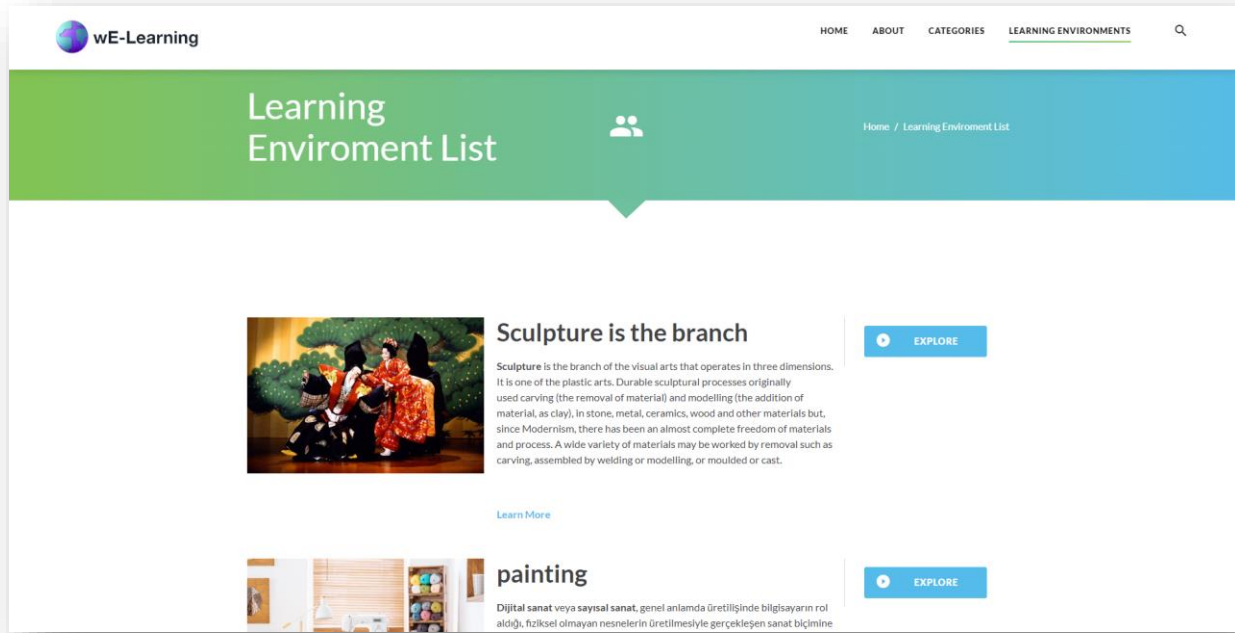 wE-Learning
HOME ABOUT CATEGORIES LEARNING ENVIRONMENTS
Learning
Enviroment List
Home / Learning Enviroment List
Sculpture is the branch
EXPLORE
Sculpture is the branch of the visual arts that operates in three dimensions.
It is one of the plastic arts. Durable sculptural processes originally
used carving (the removal of material) and modelling (the addition of
material, as clay), in stone, metal, ceramics, wood and other materials but,
since Modernism, there has been an almost complete freedom of materials
and process. A wide variety of materials may be worked by removal such as
carving, assembled by welding or modelling, or moulded or cast.
Learn More
painting
EXPLORE
Dijital sanat veya sayısal sanat, genel anlamda üretilişinde bilgisayarın rol
aldığı, fiziksel olmayan nesnelerin üretilmesiyle gerçekleşen sanat biçimine